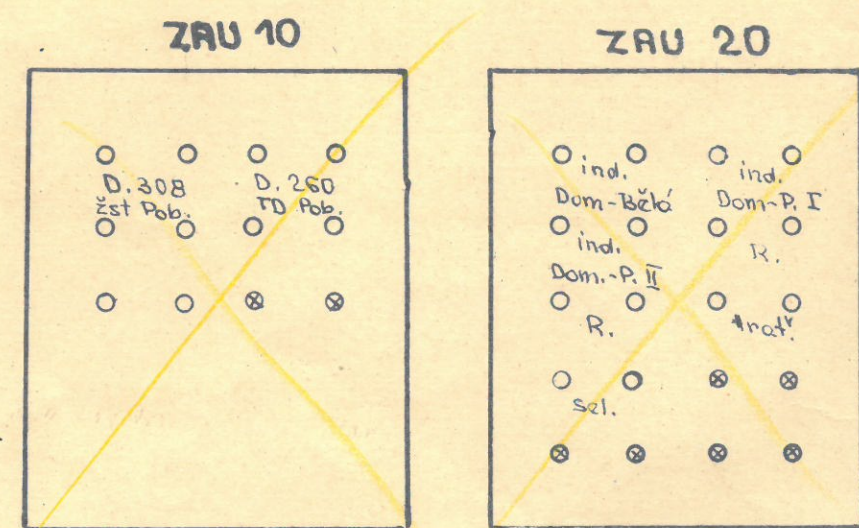 ZAU 10
D. 308
žst Pob.
D. 260
TD Pob.
ZAU 20
ind.
Dom-Bělá
ind.
Dom-P. I
ind.
Dom.-P. II
R.
R.
trať.
sel.